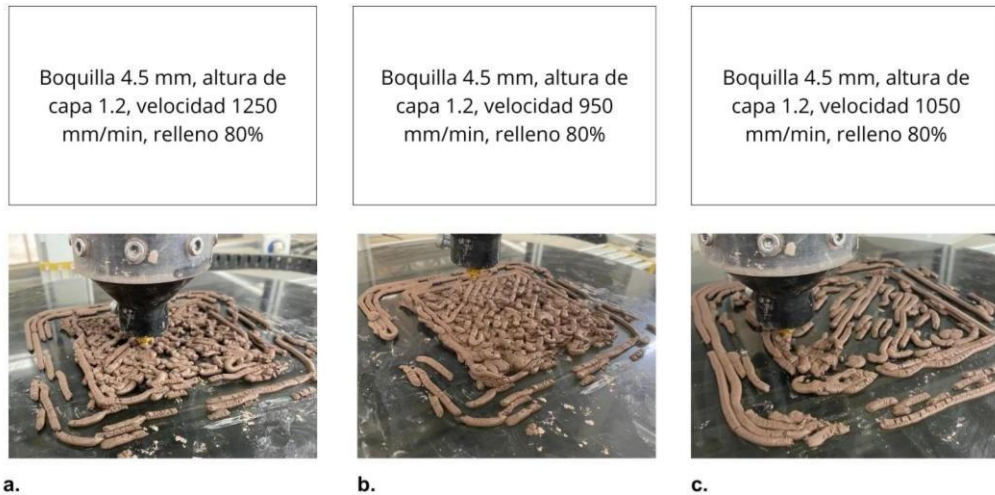 Boquilla 4.5 mm, altura de
capa 1.2, velocidad 1250
mm/min, relleno 80%
Boquilla 4.5 mm, altura de
capa 1.2, velocidad 950
mm/min, relleno 80%
Boquilla 4.5 mm, altura de
capa 1.2, velocidad 1050
mm/min, relleno 80%
a.
b.
c.